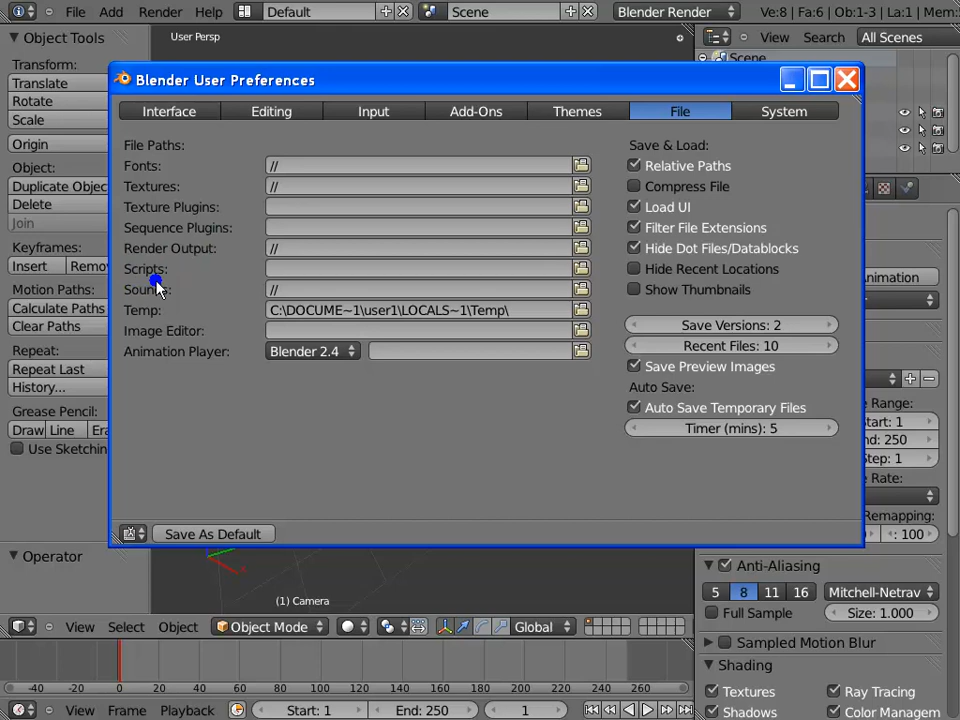 File Add Render Help Default Scene Blender Render Ve:8 | Fa:6 | Ob:1-3 | La:1 | Mem:
Object Tools
User Persp
View Search All Scenes
Scene
Transform:
Translate
Rotate
Scale
Origin
Object:
Duplicate Objec
Delete
Join
Keyframes:
Insert Remov
Motion Paths:
Calculate Paths
Clear Paths
Repeat:
Repeat Last
History...
Grease Pencil:
Draw Line Era
Use Sketchin
Operator
Blender User Preferences
Interface Editing Input Add-Ons Themes File System
File Paths:
Fonts: //
Textures: //
Texture Plugins:
Sequence Plugins:
Render Output: //
Scripts:
Sounds: //
Temp: C:\DOCUME~1\user1\LOCALS~1\Temp\
Image Editor:
Animation Player: Blender 2.4
Save & Load:
Relative Paths
Compress File
Load UI
Filter File Extensions
Hide Dot Files/Datablocks
Hide Recent Locations
Show Thumbnails
Save Versions: 2
Recent Files: 10
Save Preview Images
Auto Save:
Auto Save Temporary Files
Timer (mins): 5
Save As Default
Animation
Range:
tart: 1
nd: 250
tep: 1
Rate:
Remapping:
: 100
Anti-Aliasing
5 8 11 16 Mitchell-Netrav
Full Sample Size: 1.000
Sampled Motion Blur
Shading
Textures Ray Tracing
Shadows Color Managem
(1) Camera
View Select Object Object Mode Global
-40 -20 0 20 40 60 80 100 120 140 160 180 200 220 240 260
View Frame Playback Start: 1 End: 250 1